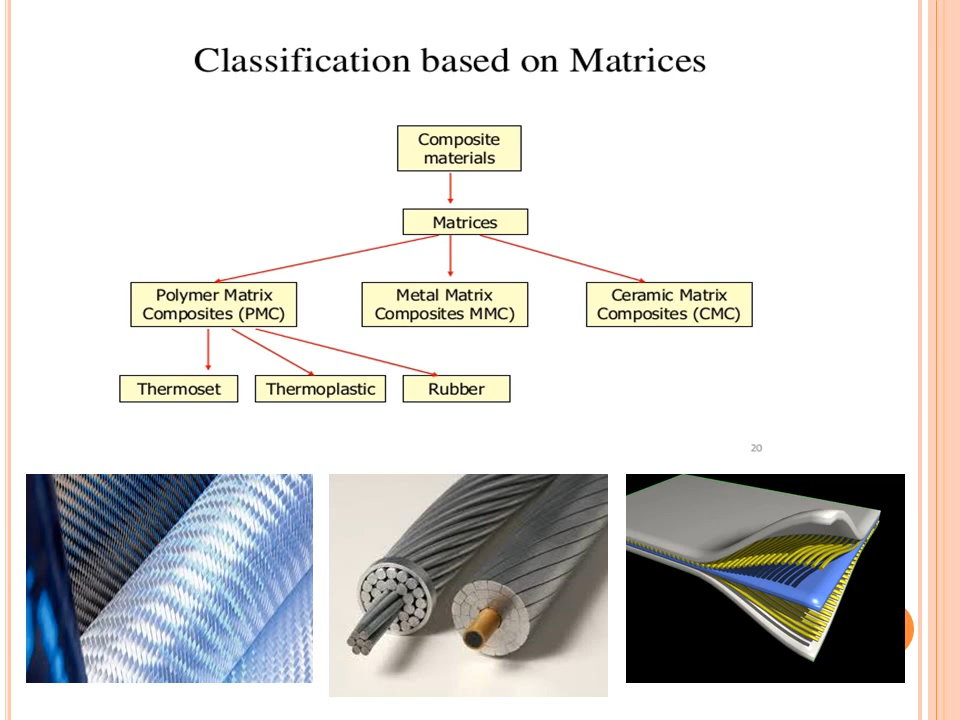 Classification based on Matrices
Composite
materials
Matrices
Polymer Matrix
Composites (PMC)
Metal Matrix
Composites MMC)
Ceramic Matrix
Composites (CMC)
Thermoset
Thermoplastic
Rubber
20